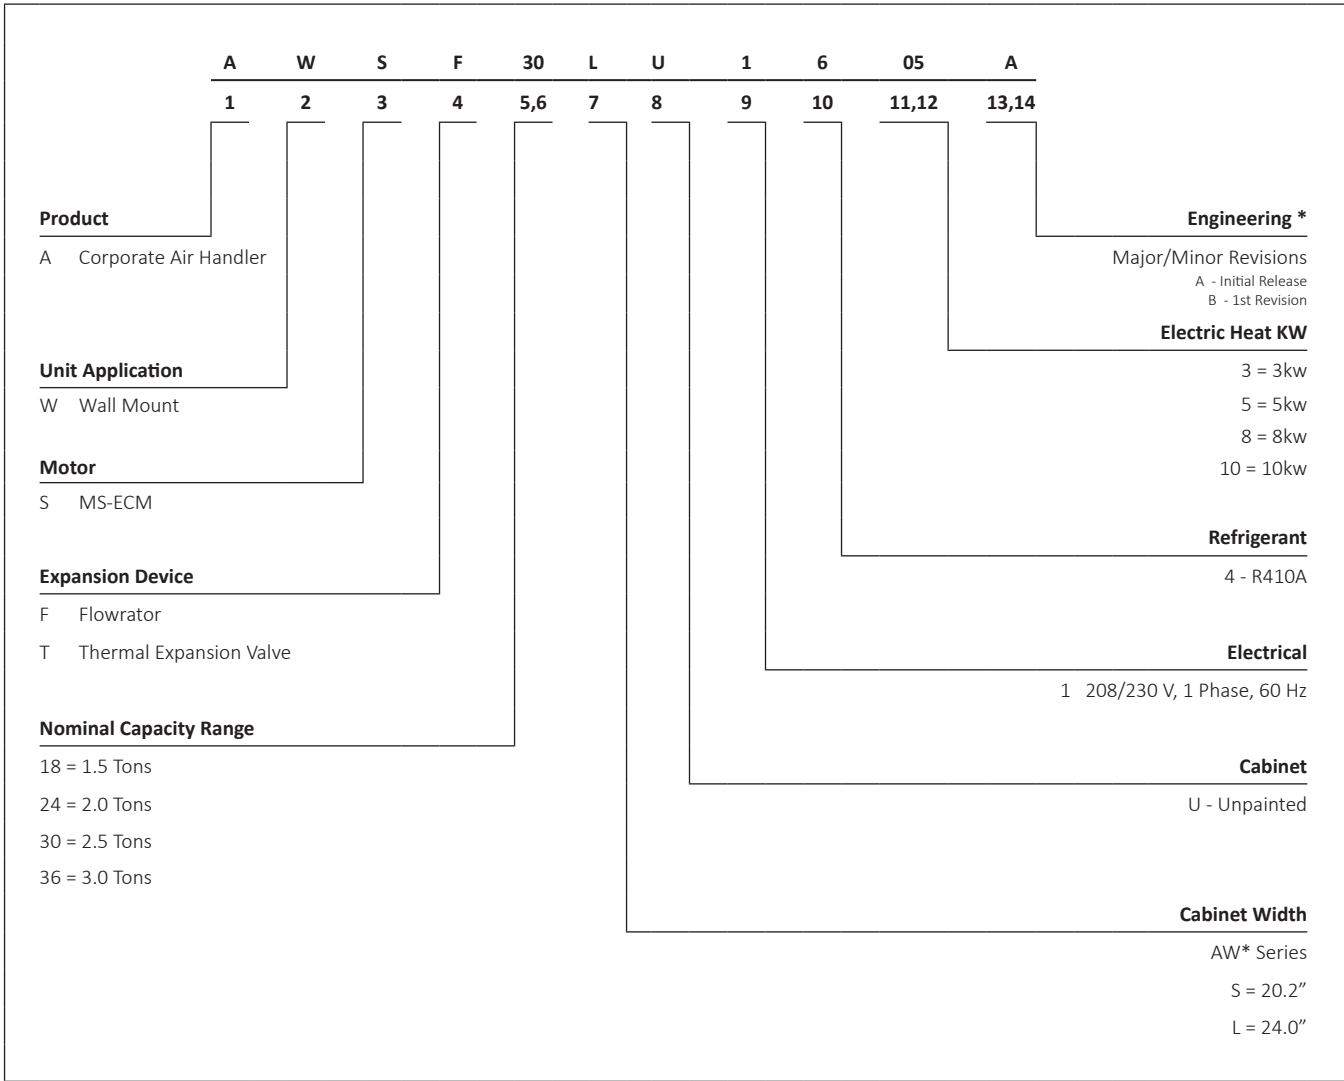 A W S F 30 L U 1 6 05 A
1 2 3 4 5,6 7 8 9 10 11,12 13,14
Product
A Corporate Air Handler
Unit Application
W Wall Mount
Motor
S MS-ECM
Expansion Device
F Flowrator
T Thermal Expansion Valve
Nominal Capacity Range
18 = 1.5 Tons
24 = 2.0 Tons
30 = 2.5 Tons
36 = 3.0 Tons
Engineering *
Major/Minor Revisions
A - Initial Release
B - 1st Revision
Electric Heat KW
3 = 3kw
5 = 5kw
8 = 8kw
10 = 10kw
Refrigerant
4 - R410A
Electrical
1 208/230 V, 1 Phase, 60 Hz
Cabinet
U - Unpainted
Cabinet Width
AW* Series
S = 20.2”
L = 24.0”